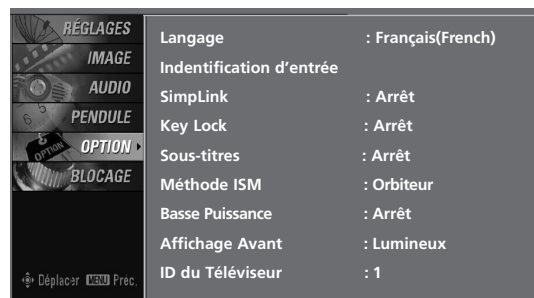 RÉGLAGES
IMAGE
AUDIO
PENDULE
OPTION
OPTION
BLOCAGE
Déplacer MENU Préc.
Langage : Français(French)
Indentification d'entrée
SimpLink : Arrêt
Key Lock : Arrêt
Sous-titres : Arrêt
Méthode ISM : Orbiteur
Basse Puissance : Arrêt
Affichage Avant : Lumineux
ID du Téléviseur : 1